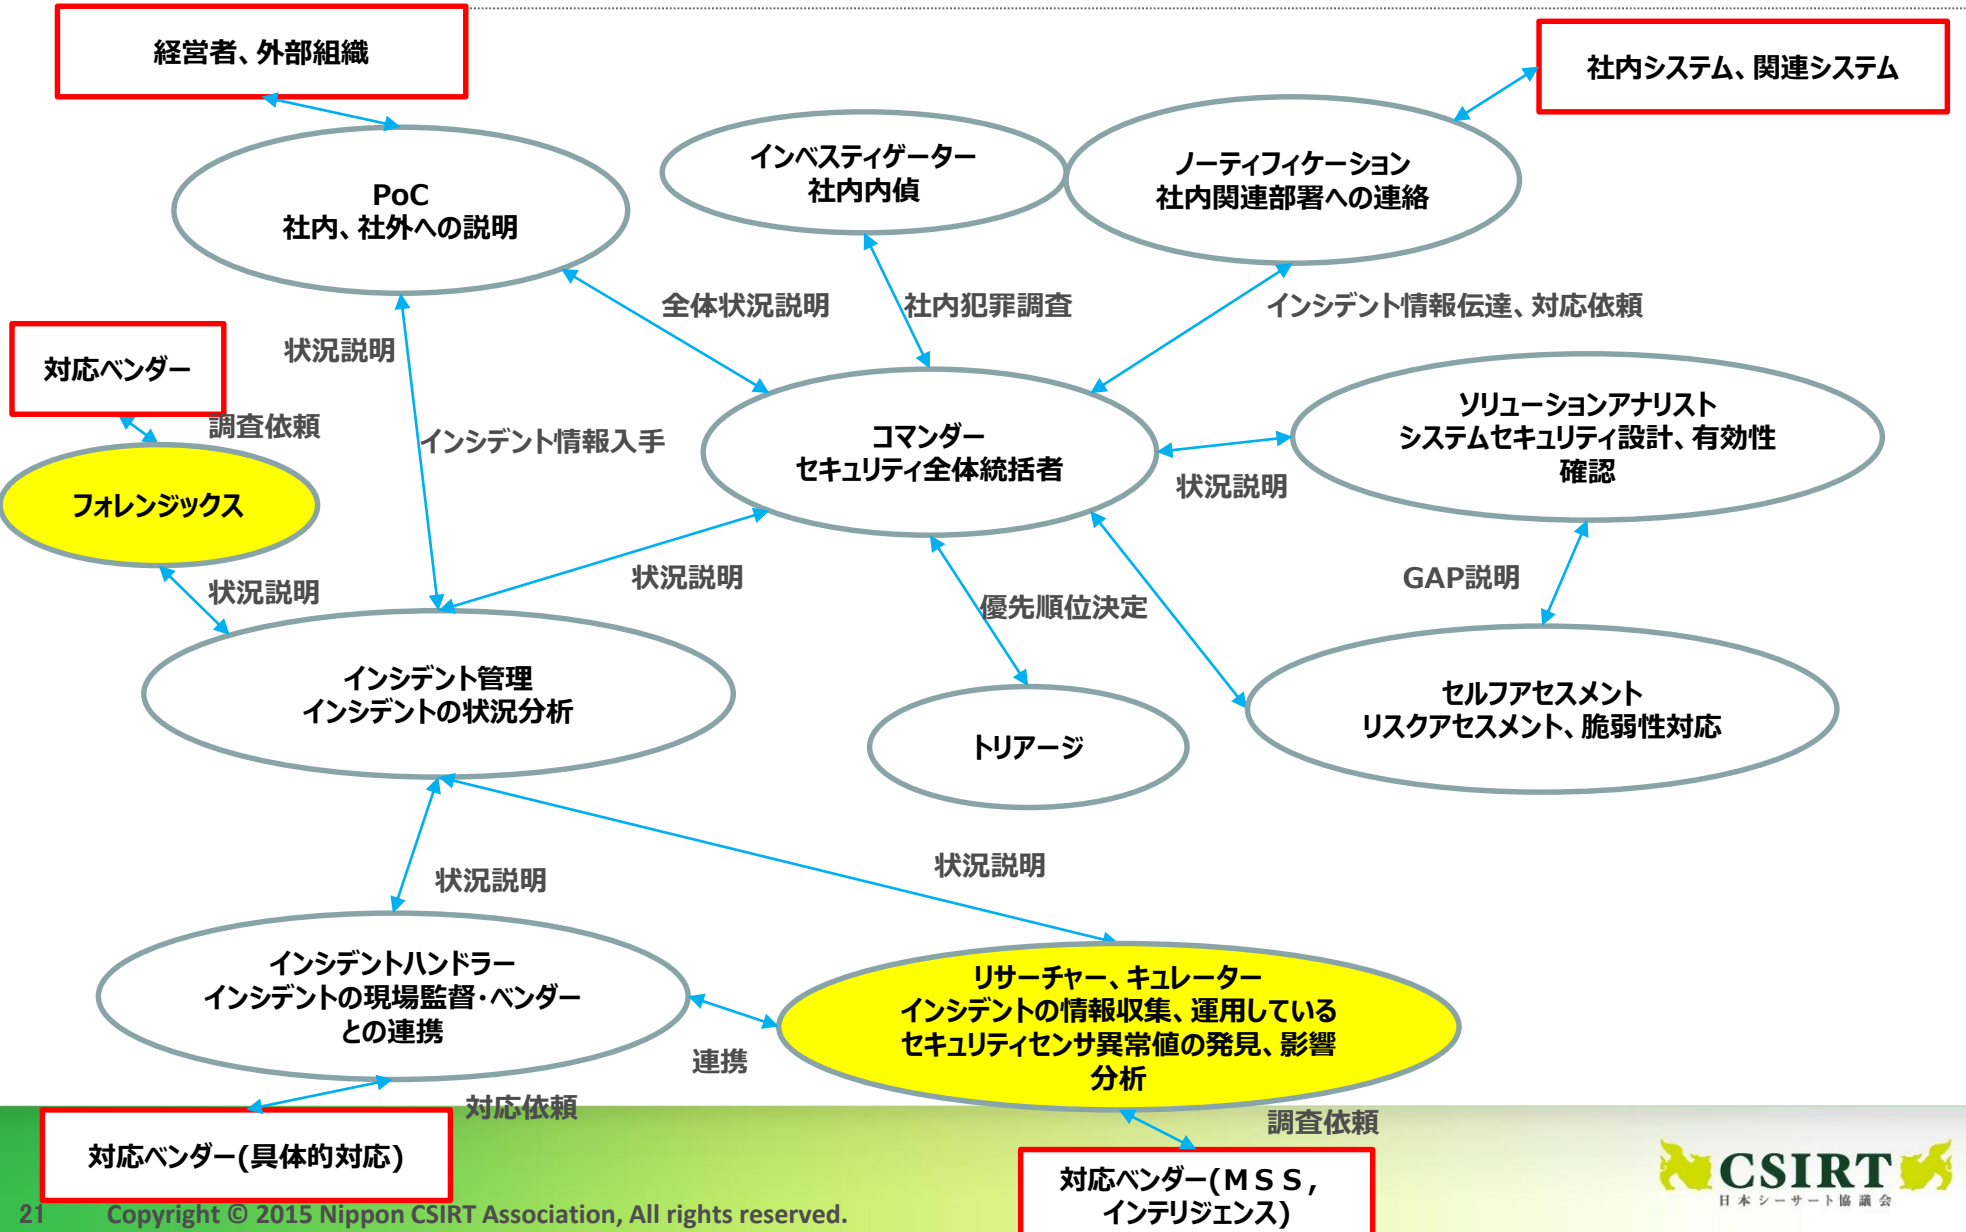 経営者、外部組織
社内システム、関連システム
インベスティゲーター
社内内偵
ノーティフィケーション
社内関連部署への連絡
PoC
社内、社外への説明
全体状況説明
社内犯罪調査
インシデント情報伝達、対応依頼
状況説明
対応ベンダー
調査依頼
インシデント情報入手
コマンダー
セキュリティ全体統括者
ソリューションアナリスト
システムセキュリティ設計、有効性
確認
状況説明
フォレンジックス
状況説明
状況説明
優先順位決定
GAP説明
インシデント管理
インシデントの状況分析
トリアージ
セルフアセスメント
リスクアセスメント、脆弱性対応
状況説明
状況説明
インシデントハンドラー
インシデントの現場監督・ベンダー
との連携
連携
リサーチャー、キュレーター
インシデントの情報収集、運用している
セキュリティセンサ異常値の発見、影響
分析
対応依頼
調査依頼
対応ベンダー(具体的対応)
対応ベンダー(ＭＳＳ，
インテリジェンス)
CSIRT
日本シーサート協議会
21 Copyright © 2015 Nippon CSIRT Association, All rights reserved.